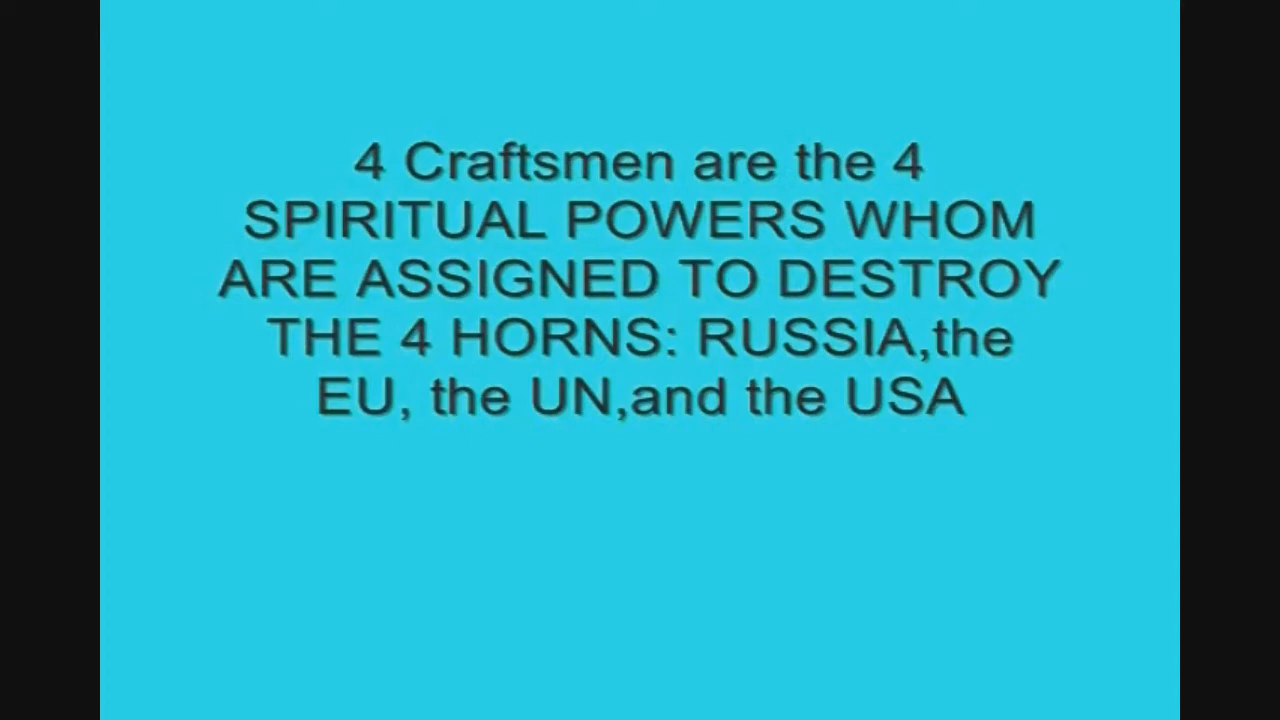 4 Craftsmen are the 4
SPIRITUAL POWERS WHOM
ARE ASSIGNED TO DESTROY
THE 4 HORNS: RUSSIA,the
EU, the UN,and the USA